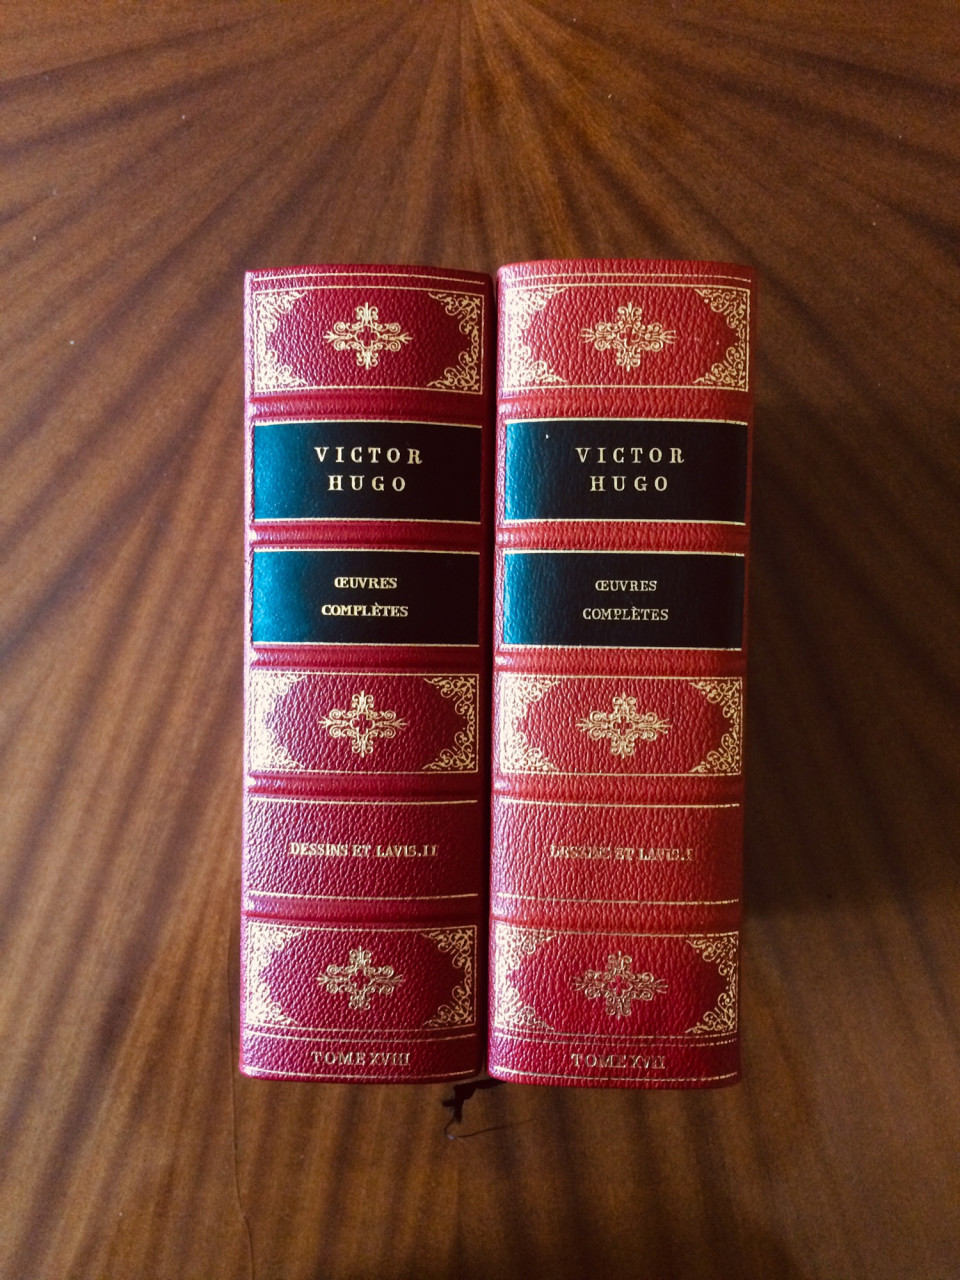 VICTOR
HUGO
ŒUVRES
COMPLÈTES
DESSINS ET LAVIS.II
TOME XVIII
VICTOR
HUGO
ŒUVRES
COMPLÈTES
DESSINS ET LAVIS.I
TOME XVII